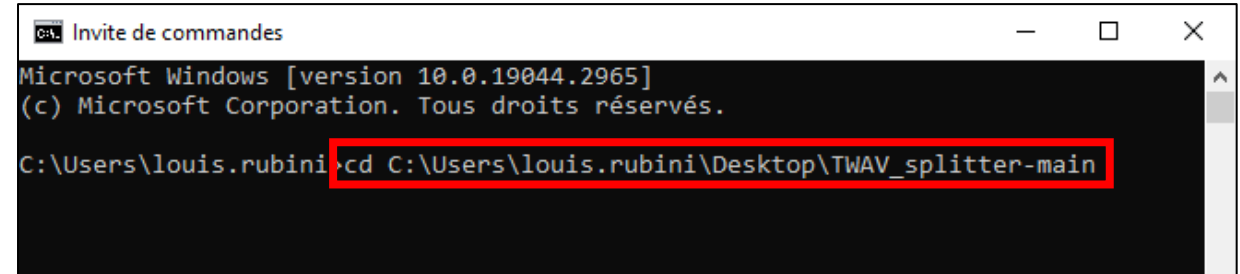 Invite de commandes
Microsoft Windows [version 10.0.19044.2965]
(c) Microsoft Corporation. Tous droits réservés.
C:\Users\louis.rubini>cd C:\Users\louis.rubini\Desktop\TWAV_splitter-main